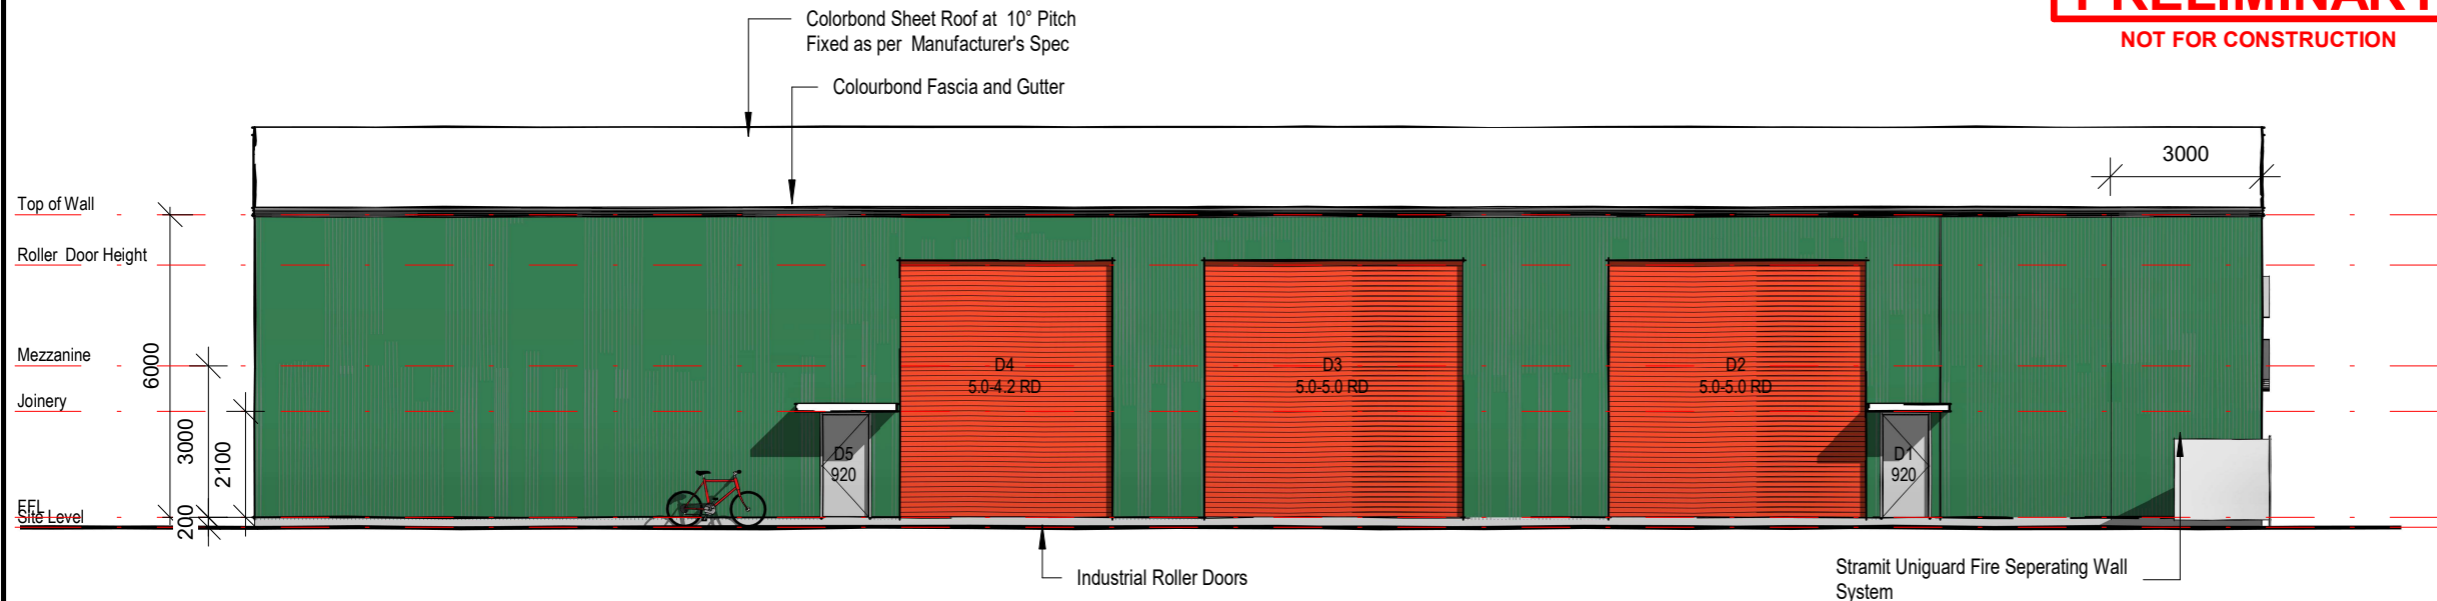 PRELIMINARY
NOT FOR CONSTRUCTION
Colorbond Sheet Roof at 10° Pitch
Fixed as per Manufacturer's Spec
Colourbond Fascia and Gutter
3000
Top of Wall
Roller Door Height
Mezzanine
Joinery
FFL
Site Level
6000
3000
2100
200
D4
5.0-4.2 RD
D3
5.0-5.0 RD
D2
5.0-5.0 RD
D5
920
D1
920
Industrial Roller Doors
Stramit Uniguard Fire Seperating Wall
System